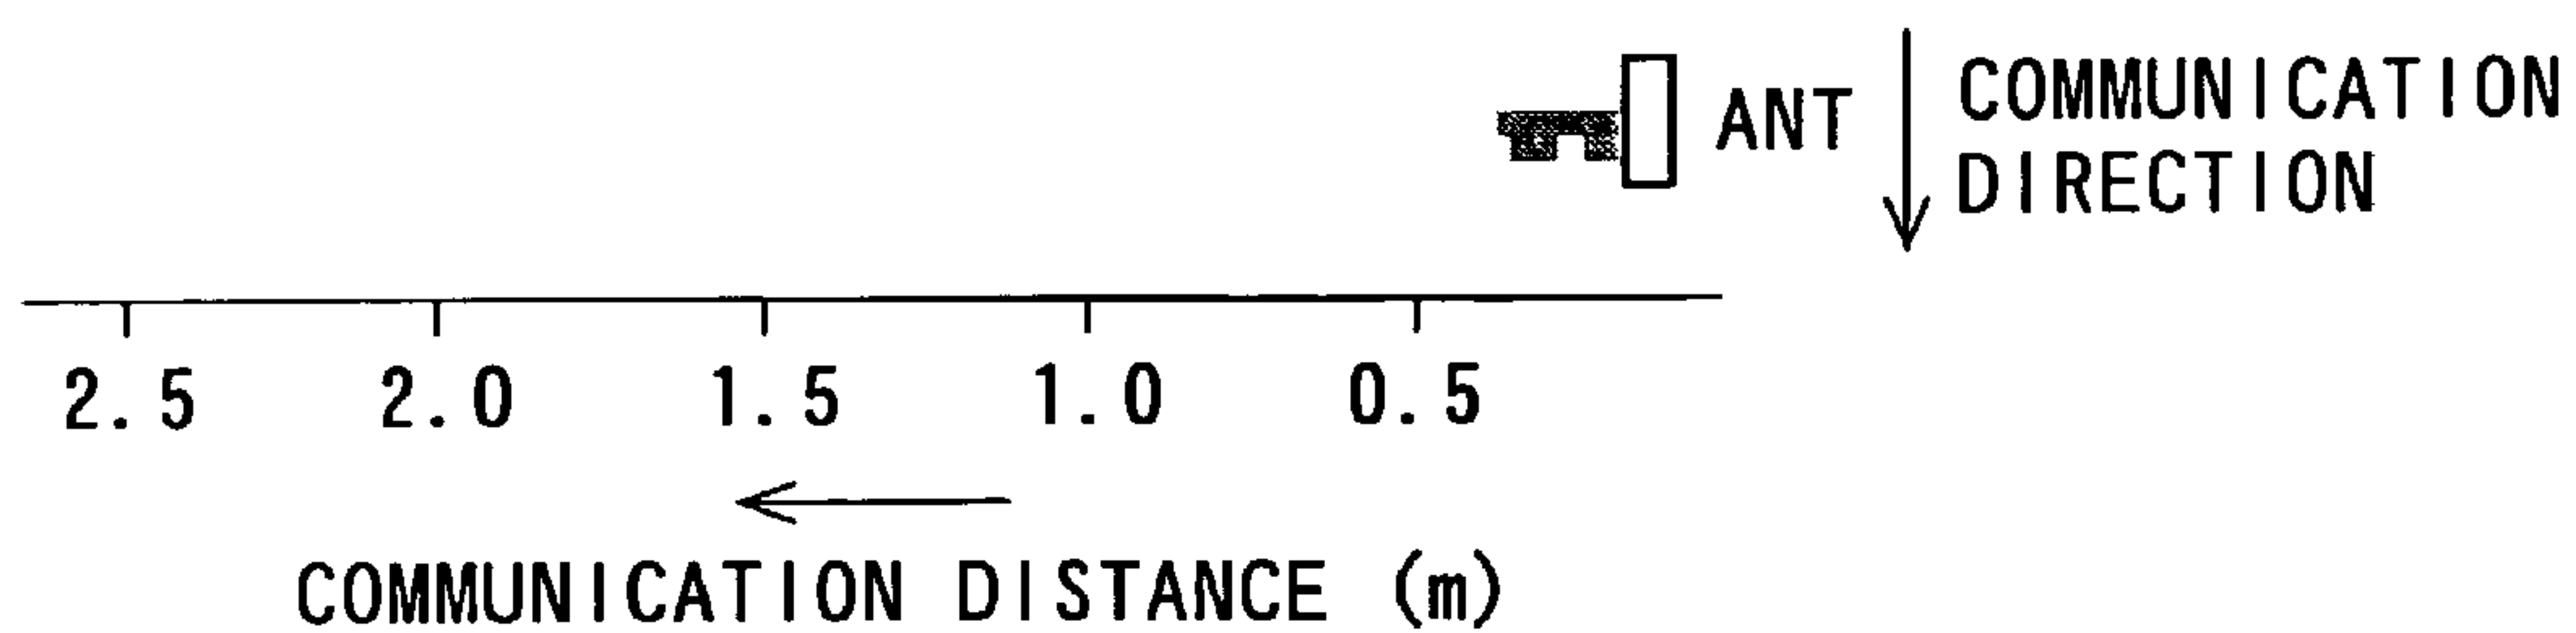 ANT
COMMUNICATION
DIRECTION
2.5 2.0 1.5 1.0 0.5
COMMUNICATION DISTANCE (m)